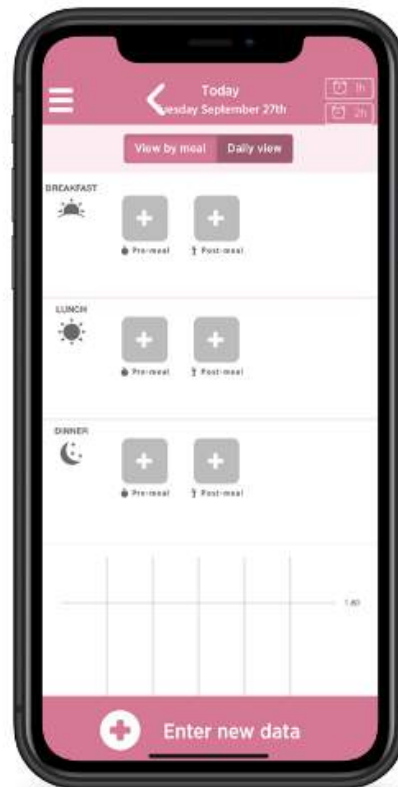 Today
uesday September 27th
1h
2h
View by meal
Daily view
BREAKFAST
Pre-meal
Post-meal
LUNCH
Pre-meal
Post-meal
DINNER
Pre-meal
Post-meal
1.80
Enter new data